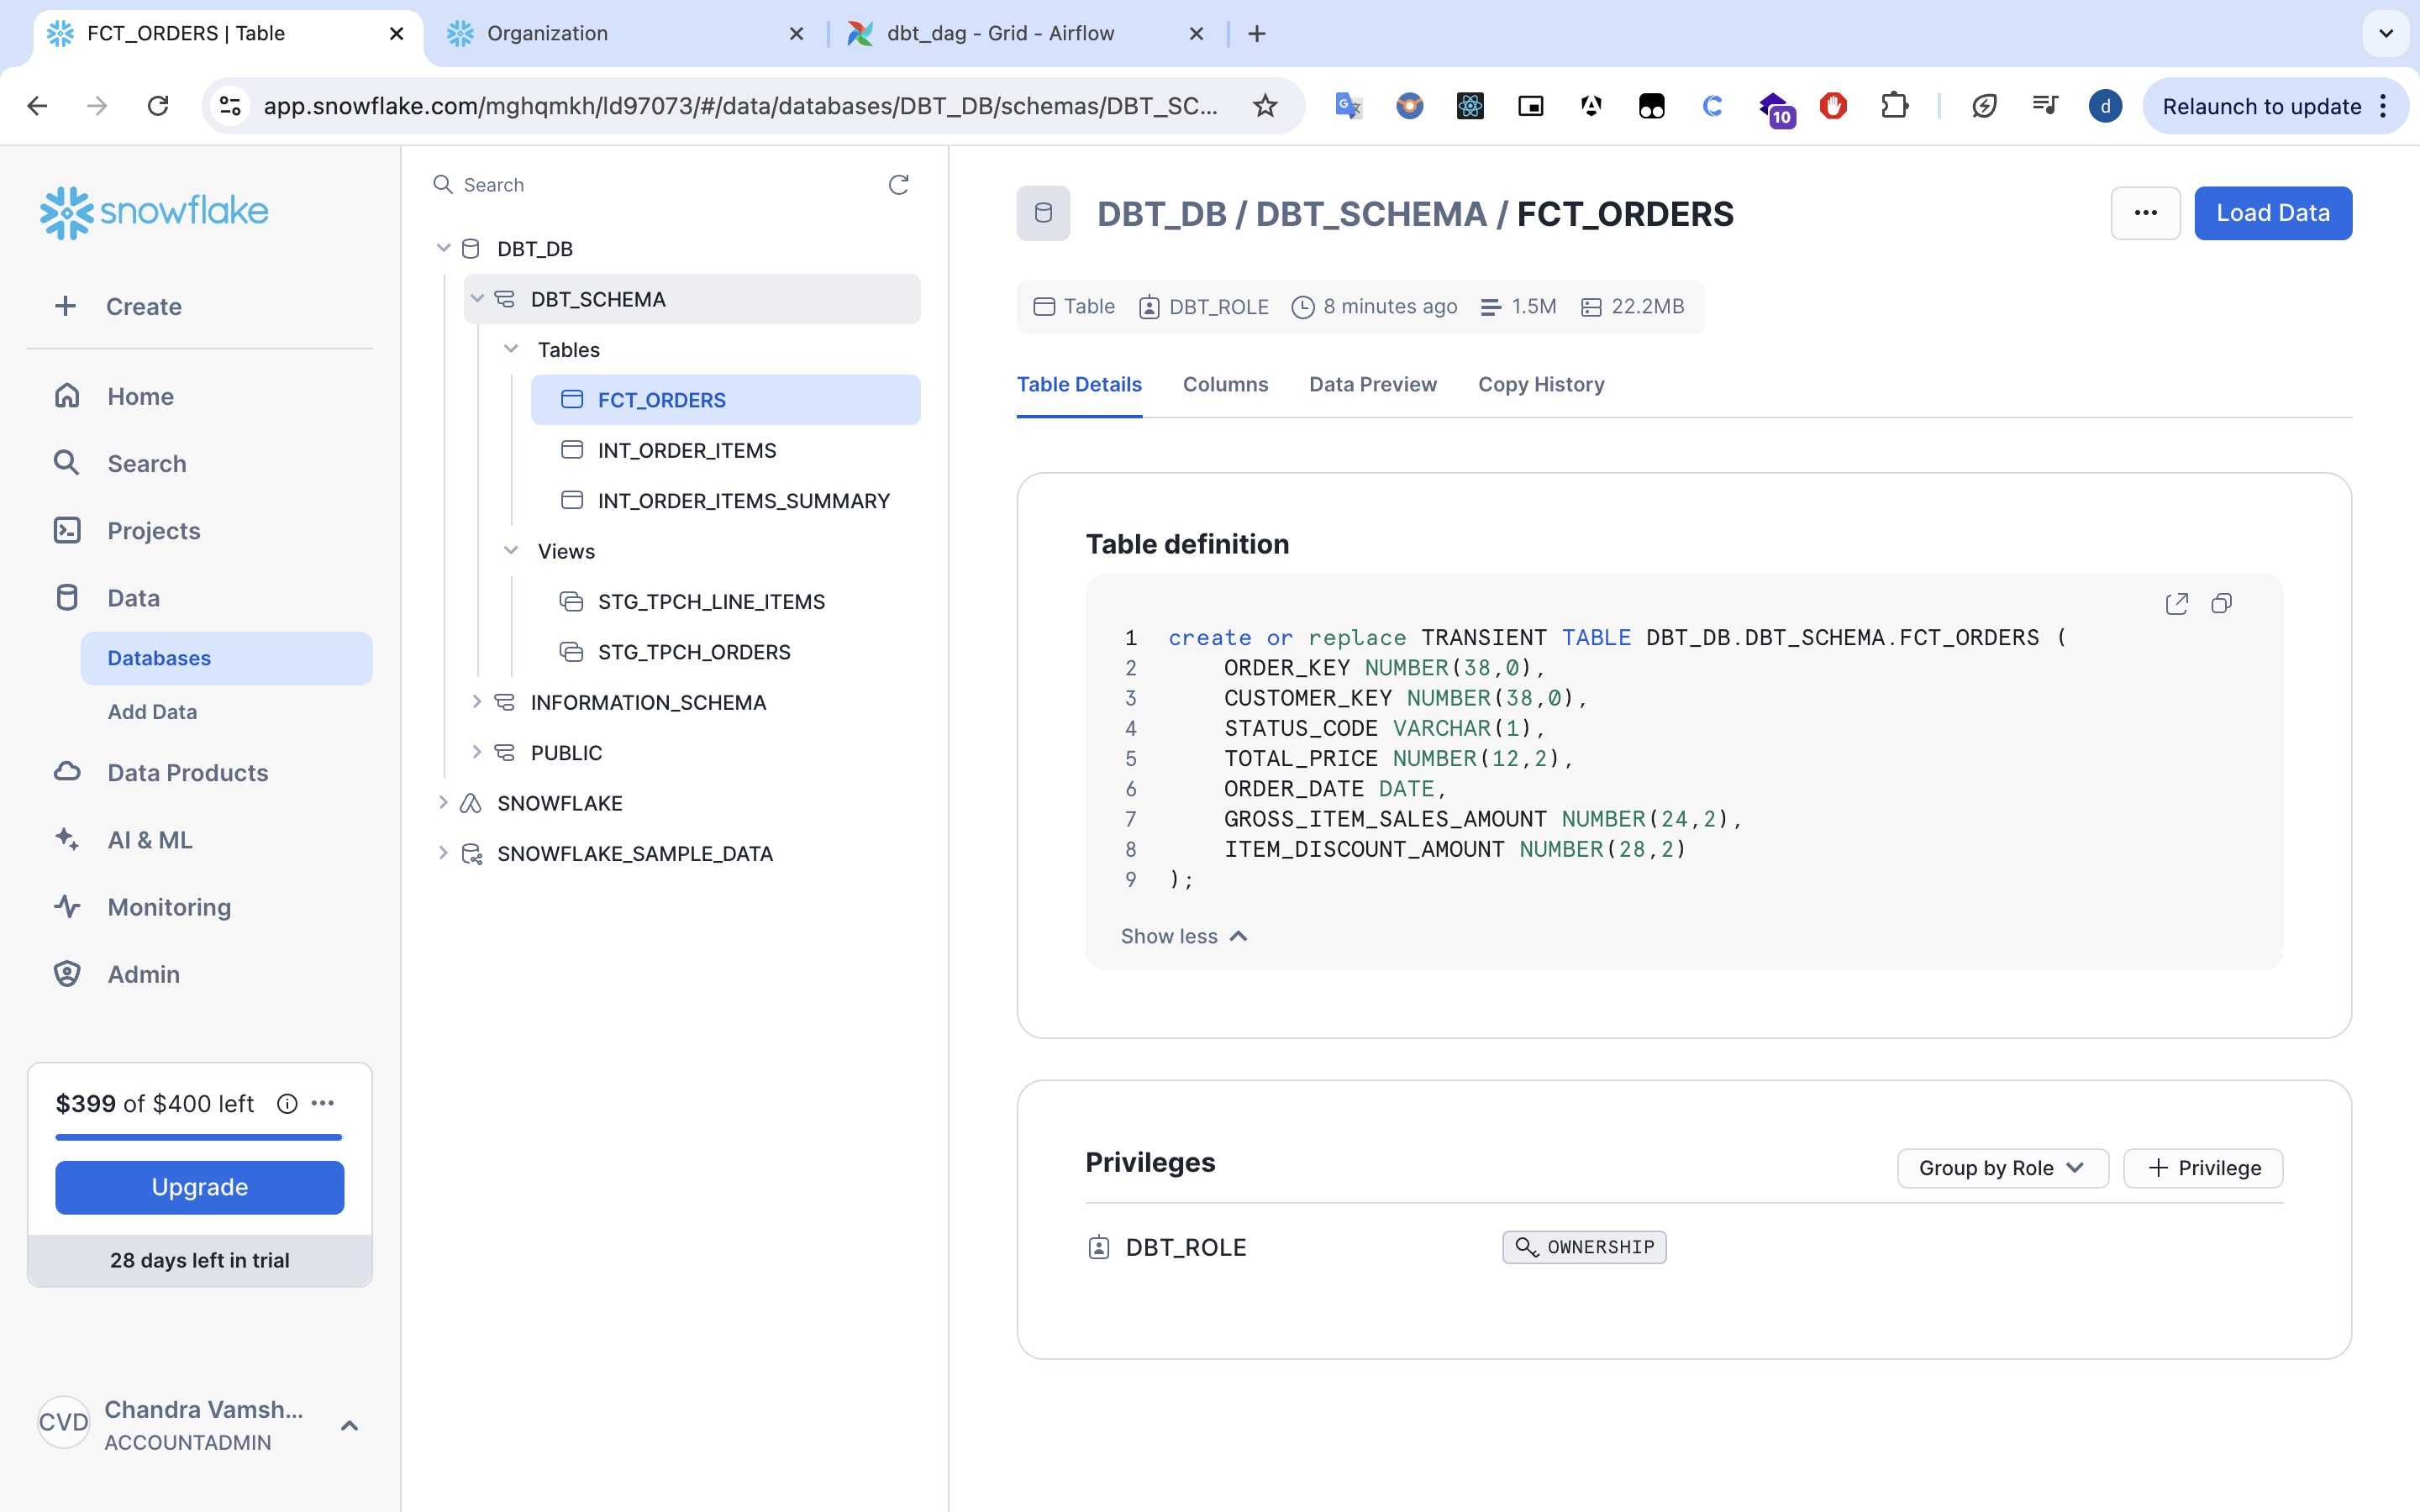 FCT_ORDERS | Table
Organization
dbt_dag - Grid - Airflow
app.snowflake.com/mghqmkh/ld97073/#/data/databases/DBT_DB/schemas/DBT_SC...
10
d
Relaunch to update
snowflake
Create
Home
Search
Projects
Data
Databases
Add Data
Data Products
AI & ML
Monitoring
Admin
$399 of $400 left
Upgrade
28 days left in trial
CVD
Chandra Vamsh...
ACCOUNTADMIN
Search
DBT_DB
DBT_SCHEMA
Tables
FCT_ORDERS
INT_ORDER_ITEMS
INT_ORDER_ITEMS_SUMMARY
Views
STG_TPCH_LINE_ITEMS
STG_TPCH_ORDERS
INFORMATION_SCHEMA
PUBLIC
SNOWFLAKE
SNOWFLAKE_SAMPLE_DATA
DBT_DB / DBT_SCHEMA / FCT_ORDERS
... Load Data
Table DBT_ROLE 8 minutes ago 1.5M 22.2MB
Table Details Columns Data Preview Copy History
Table definition
1 create or replace TRANSIENT TABLE DBT_DB.DBT_SCHEMA.FCT_ORDERS (
2 ORDER_KEY NUMBER(38,0),
3 CUSTOMER_KEY NUMBER(38,0),
4 STATUS_CODE VARCHAR(1),
5 TOTAL_PRICE NUMBER(12,2),
6 ORDER_DATE DATE,
7 GROSS_ITEM_SALES_AMOUNT NUMBER(24,2),
8 ITEM_DISCOUNT_AMOUNT NUMBER(28,2)
9 );
Show less
Privileges
Group by Role
Privilege
DBT_ROLE
OWNERSHIP